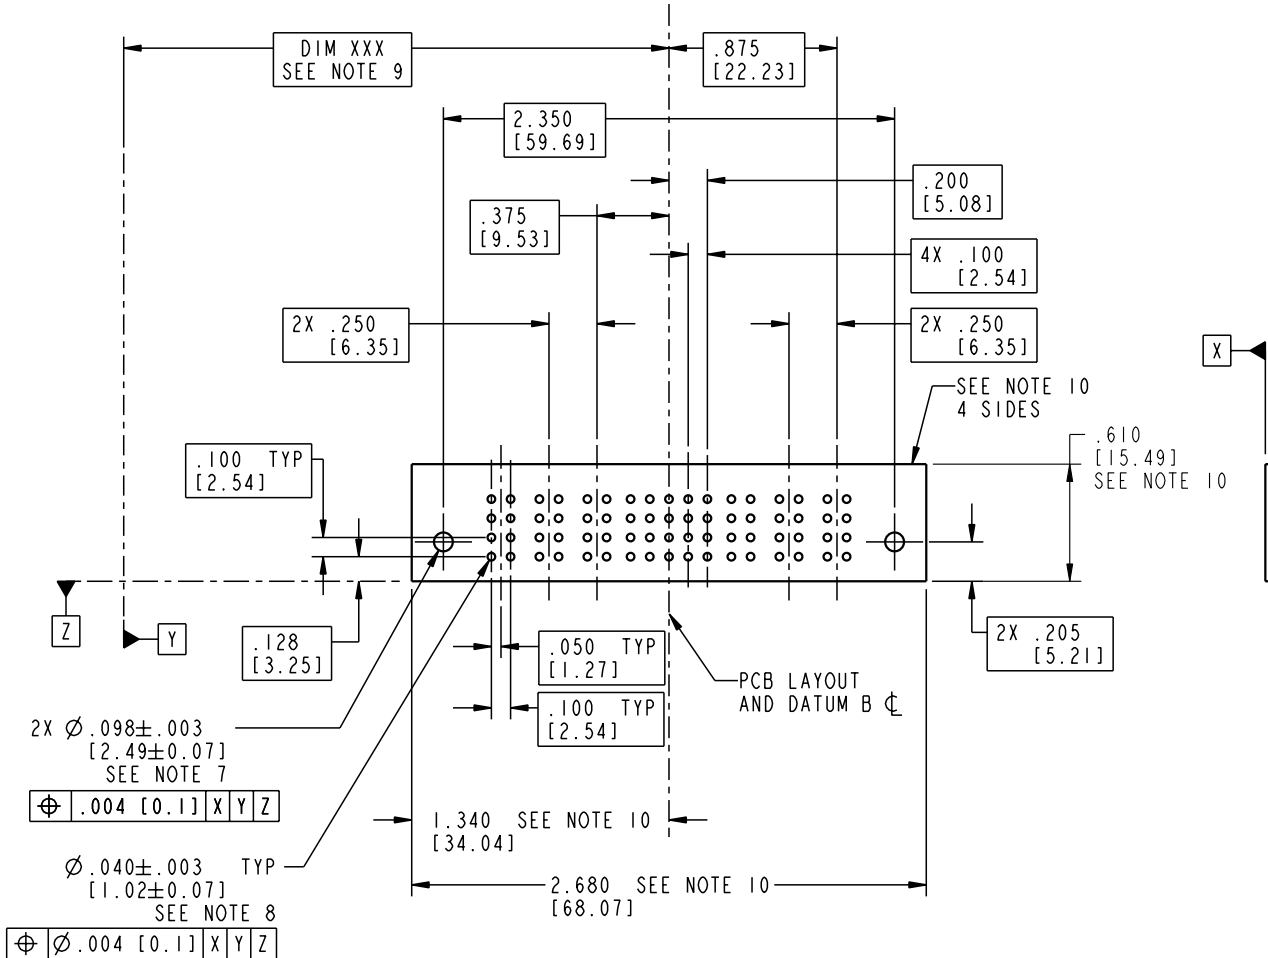 DIM XXX
SEE NOTE 9
.875
[22.23]
2.350
[59.69]
.200
[5.08]
.375
[9.53]
4X .100
[2.54]
2X .250
[6.35]
2X .250
[6.35]
X
SEE NOTE 10
4 SIDES
.610
[15.49]
SEE NOTE 10
.100 TYP
[2.54]
Z
Y
.128
[3.25]
.050 TYP
[1.27]
2X .205
[5.21]
PCB LAYOUT
AND DATUM B ℄
.100 TYP
[2.54]
2X Ø.098±.003
[2.49±0.07]
SEE NOTE 7
⌖ .004 [0.1] X Y Z
1.340 SEE NOTE 10
[34.04]
Ø.040±.003 TYP
[1.02±0.07]
SEE NOTE 8
⌖ Ø.004 [0.1] X Y Z
2.680 SEE NOTE 10
[68.07]